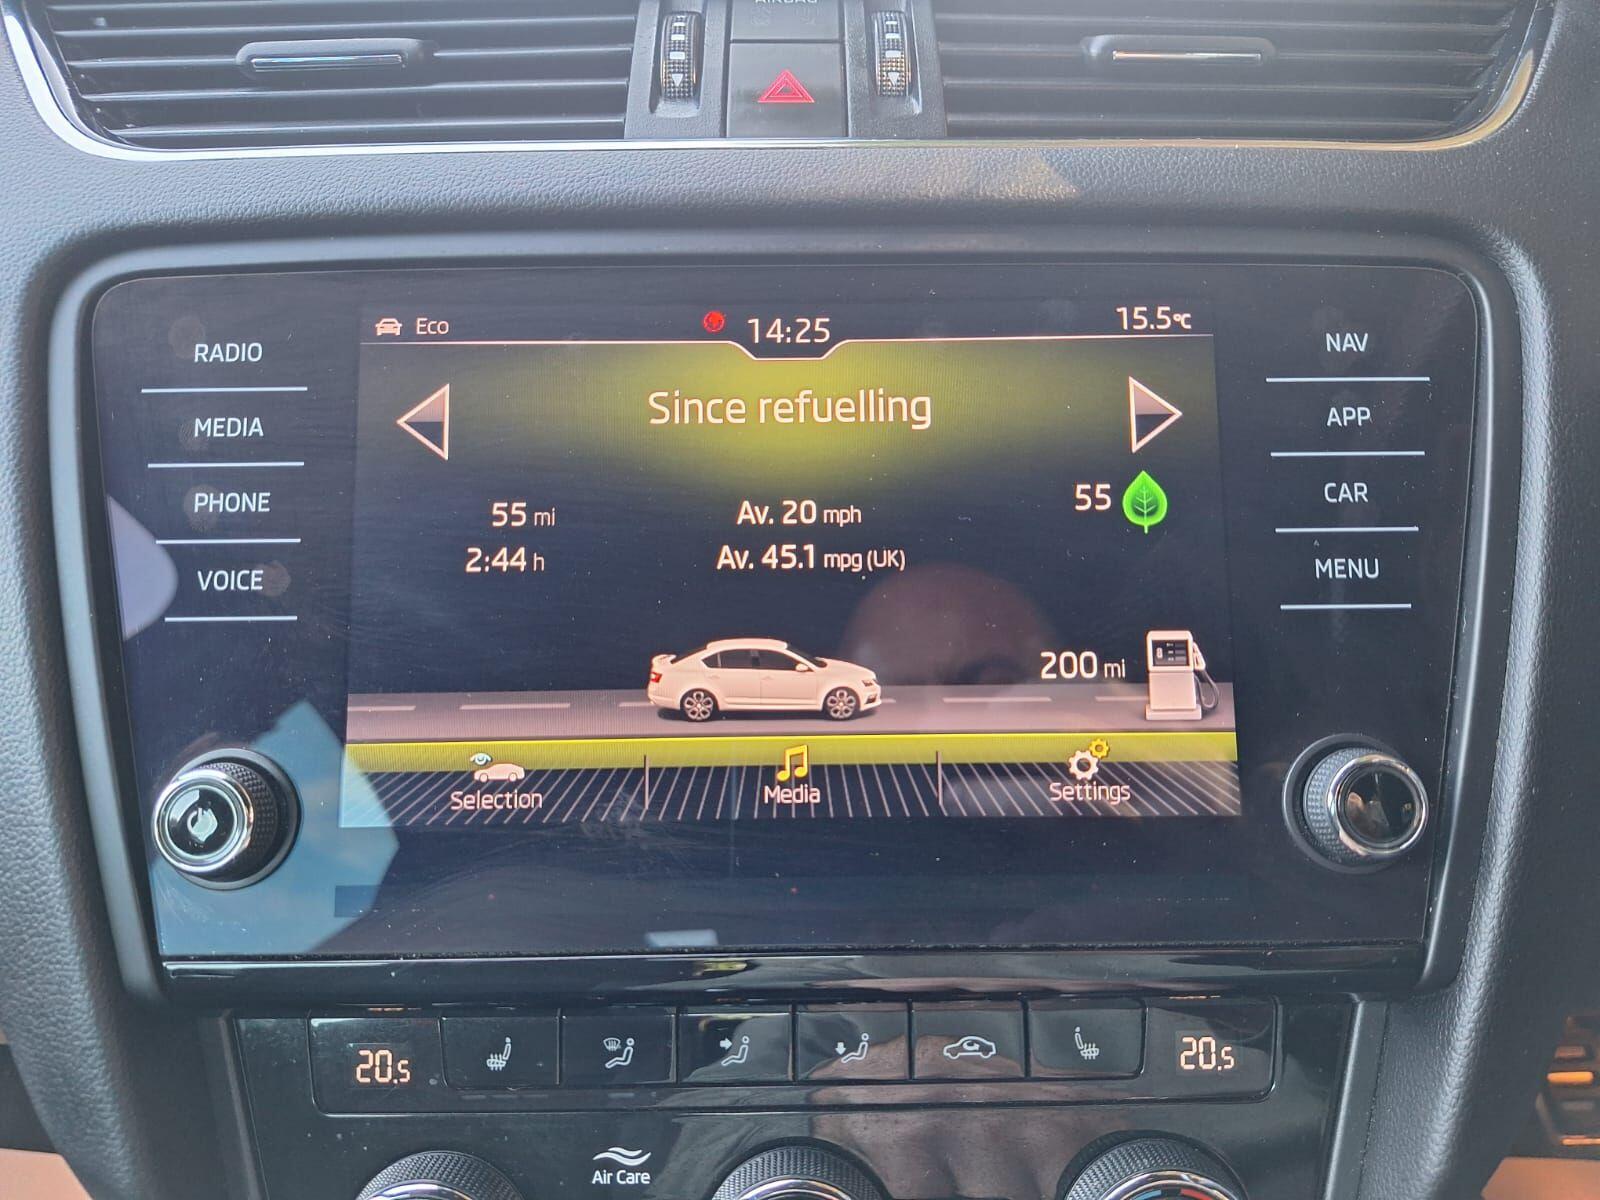 AIRBAG
RADIO
MEDIA
PHONE
VOICE
Eco
14:25
15.5°C
Since refuelling
55 mi
Av. 20 mph
55
2:44 h
Av. 45.1 mpg (UK)
200 mi
Selection
Media
Settings
NAV
APP
CAR
MENU
20.5
20.5
Air Care